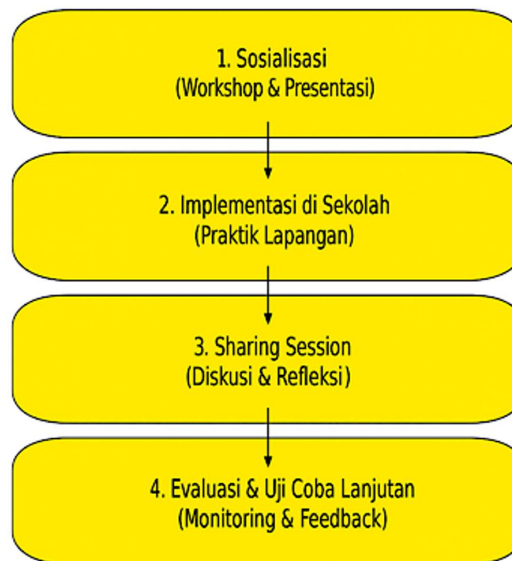 1. Sosialisasi
(Workshop & Presentasi)
2. Implementasi di Sekolah
(Praktik Lapangan)
3. Sharing Session
(Diskusi & Refleksi)
4. Evaluasi & Uji Coba Lanjutan
(Monitoring & Feedback)